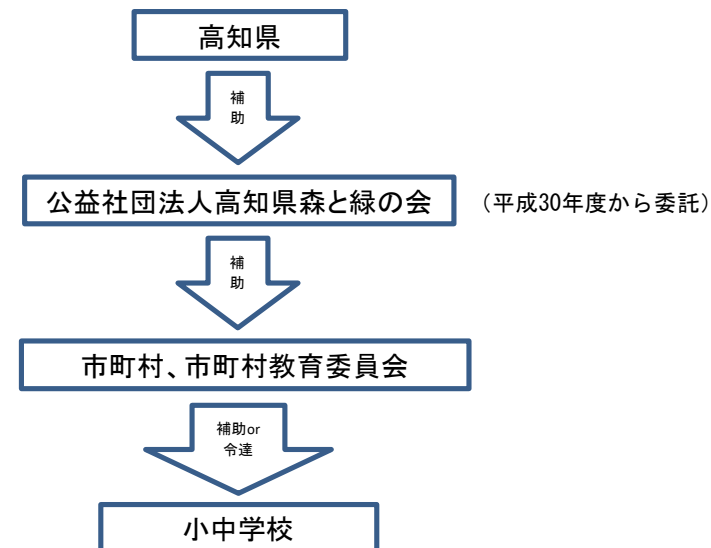 高知県
補
助
公益社団法人高知県森と緑の会 （平成30年度から委託）
補
助
市町村、市町村教育委員会
補助or
令達
小中学校